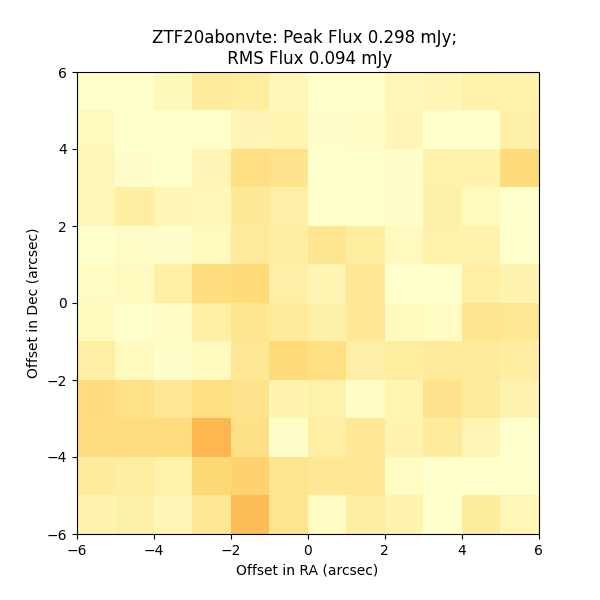 ZTF20abonvte: Peak Flux 0.298 mJy;
RMS Flux 0.094 mJy
6
4
2
0
−2
−4
−6
Offset in Dec (arcsec)
−6 −4 −2 0 2 4 6
Offset in RA (arcsec)